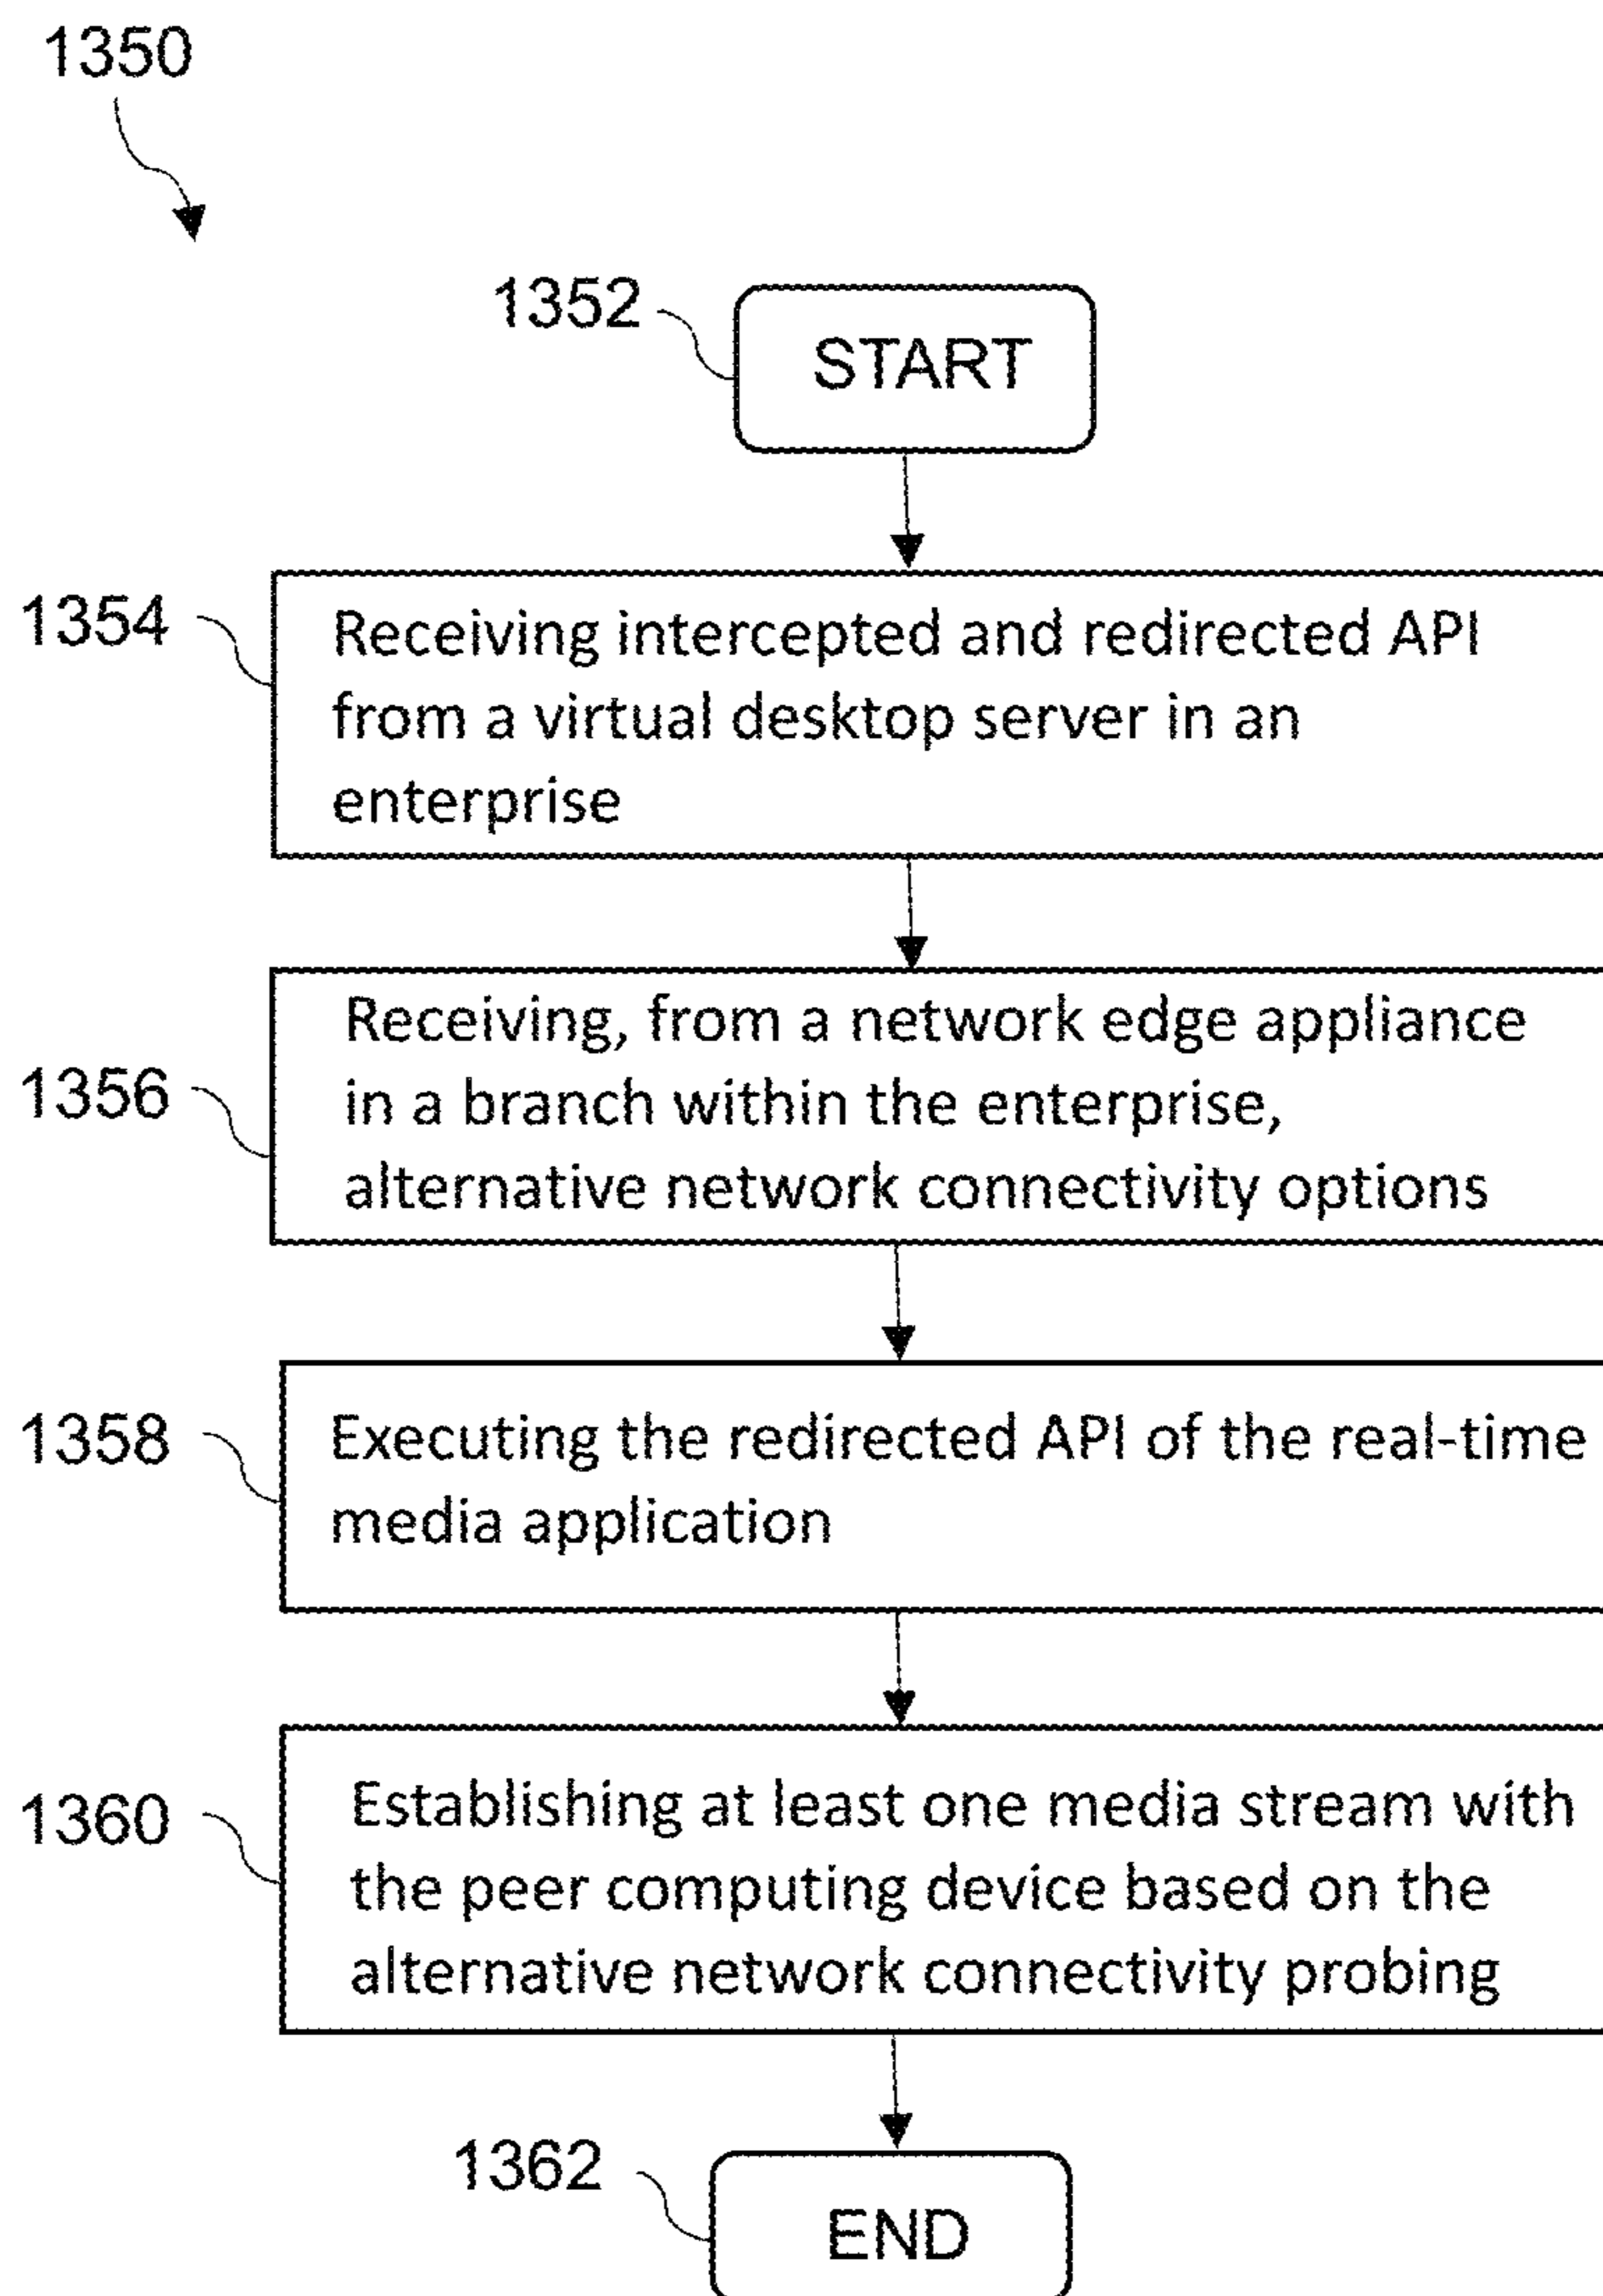 1350
1352
START
1354
Receiving intercepted and redirected API
from a virtual desktop server in an
enterprise
1356
Receiving, from a network edge appliance
in a branch within the enterprise,
alternative network connectivity options
1358
Executing the redirected API of the real-time
media application
1360
Establishing at least one media stream with
the peer computing device based on the
alternative network connectivity probing
1362
END